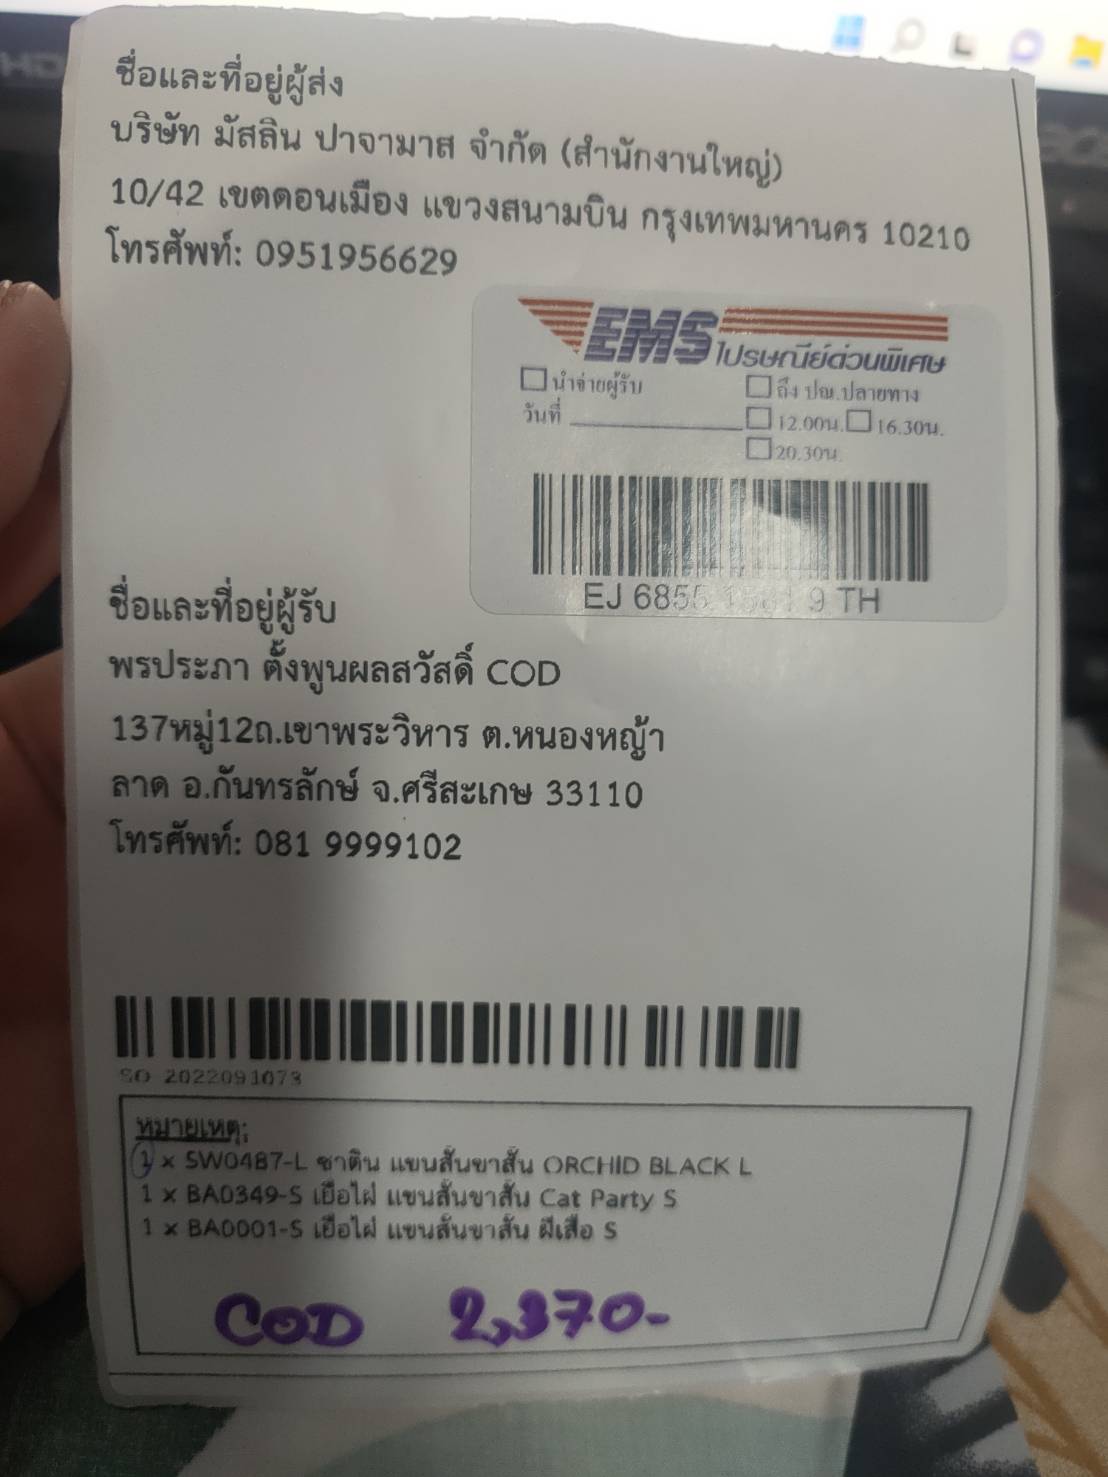 ชื่อและที่อยู่ผู้ส่ง
บริษัท มัสลิน ปาจามาส จำกัด (สำนักงานใหญ่)
10/42 เขตดอนเมือง แขวงสนามบิน กรุงเทพมหานคร 10210
โทรศัพท์: 0951956629
EMS ไปรษณีย์ด่วนพิเศษ
นำจ่ายผู้รับ ถึง ปณ.ปลายทาง
วันที่ 12.00น. 16.30น.
20.30น.
EJ 6855 9 TH
ชื่อและที่อยู่ผู้รับ
พรประภา ตั้งพูนผลสวัสดิ์ COD
137หมู่12ถ.เขาพระวิหาร ต.หนองหญ้า
ลาด อ.กันทรลักษ์ จ.ศรีสะเกษ 33110
โทรศัพท์: 081 9999102
SO 2022091073
หมายเหตุ:
1 x SW0487-L ซาติน แขนสั้นขาสั้น ORCHID BLACK L
1 x BA0349-S เยื่อไผ่ แขนสั้นขาสั้น Cat Party S
1 x BA0001-S เยื่อไผ่ แขนสั้นขาสั้น ผีเสื้อ S
COD 2,370-